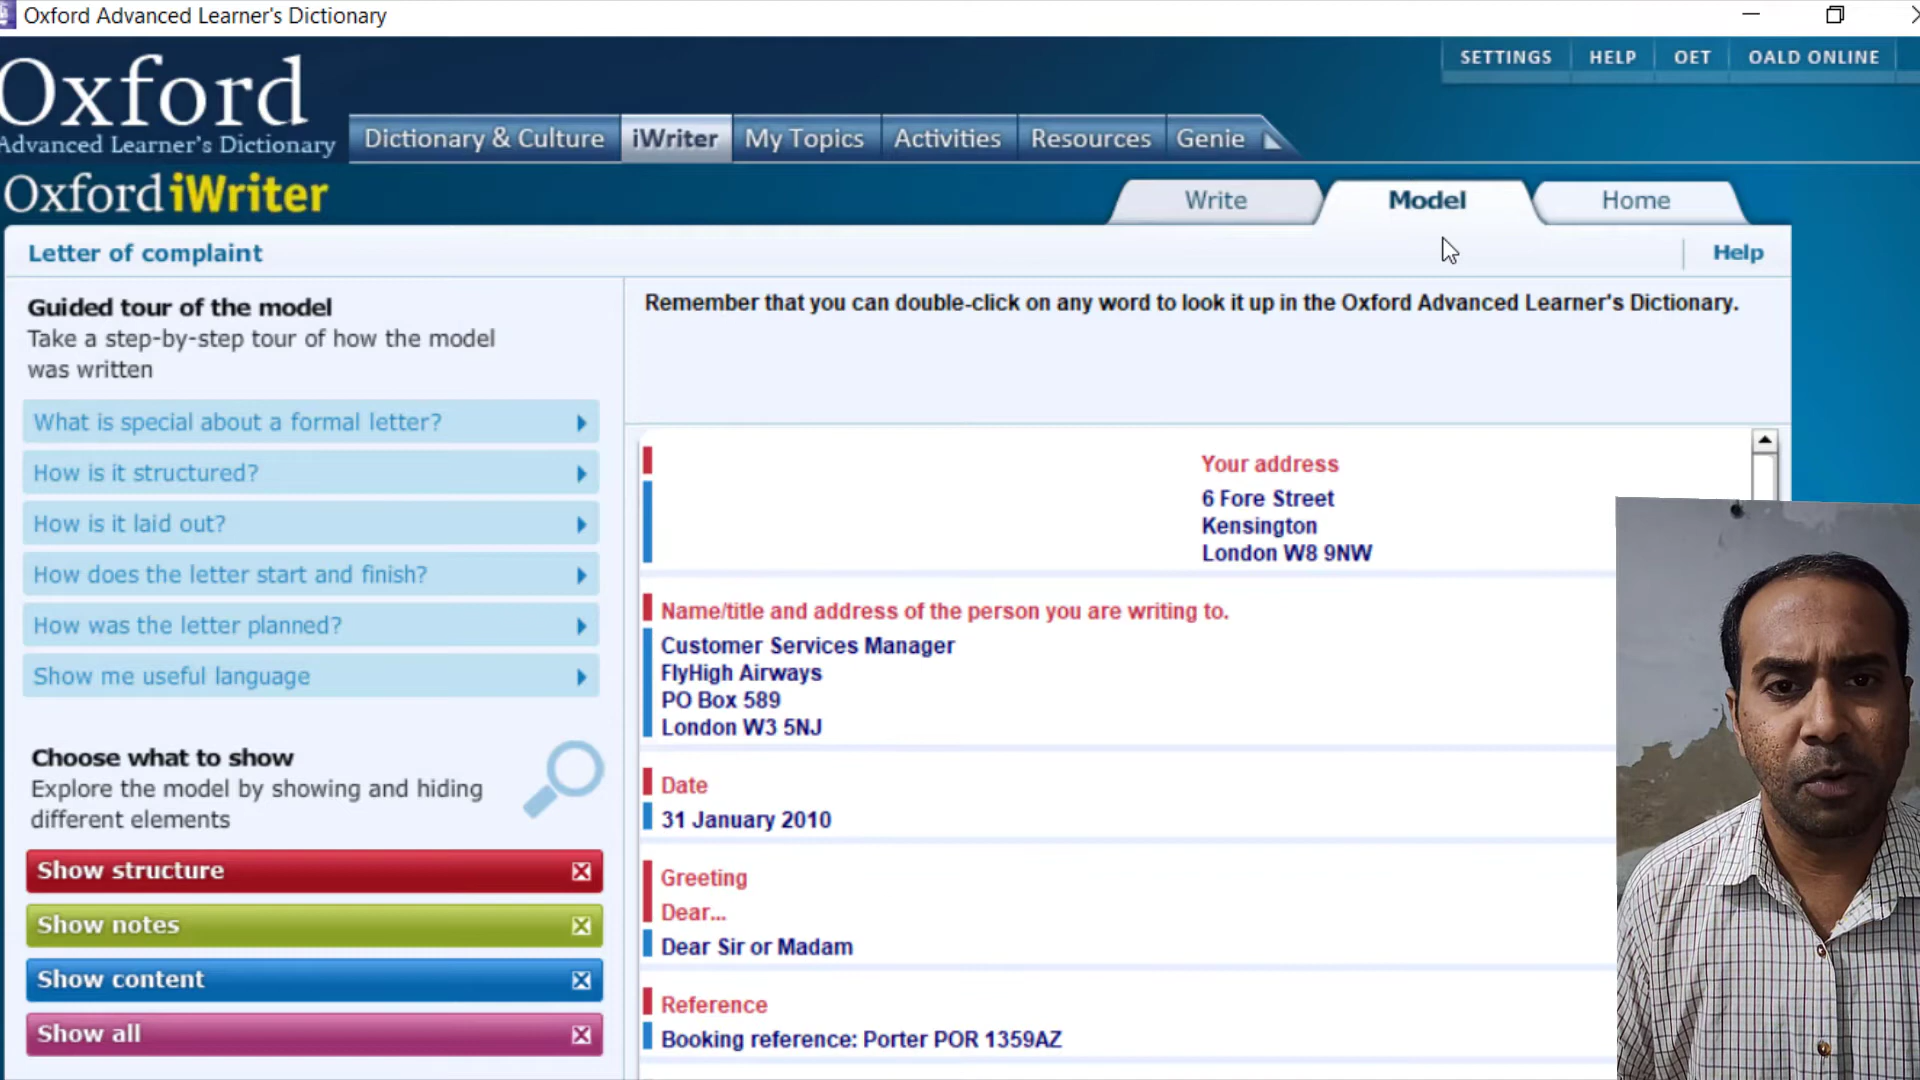 Oxford Advanced Learner's Dictionary
SETTINGS HELP OET OALD ONLINE
Oxford
Advanced Learner's Dictionary
Dictionary & Culture iWriter My Topics Activities Resources Genie
Oxford iWriter
Write Model Home
Letter of complaint
Help
Guided tour of the model
Take a step-by-step tour of how the model
was written
What is special about a formal letter?
How is it structured?
How is it laid out?
How does the letter start and finish?
How was the letter planned?
Show me useful language
Choose what to show
Explore the model by showing and hiding
different elements
Show structure
Show notes
Show content
Show all
Remember that you can double-click on any word to look it up in the Oxford Advanced Learner's Dictionary.
Your address
6 Fore Street
Kensington
London W8 9NW
Name/title and address of the person you are writing to.
Customer Services Manager
FlyHigh Airways
PO Box 589
London W3 5NJ
Date
31 January 2010
Greeting
Dear...
Dear Sir or Madam
Reference
Booking reference: Porter POR 1359AZ